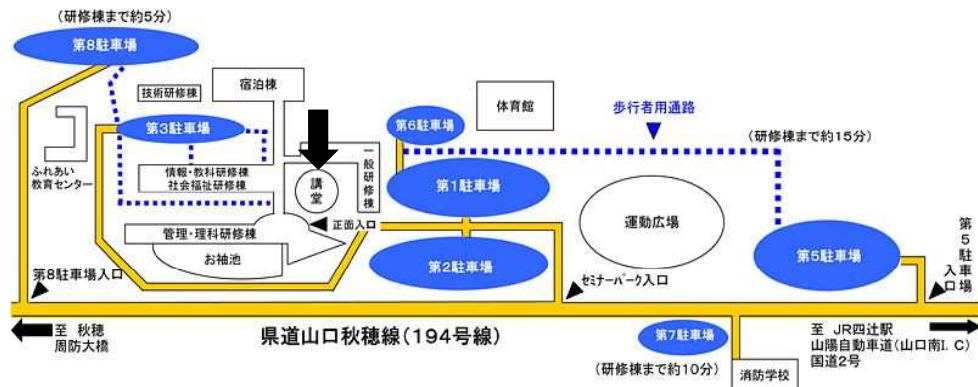 (研修棟まで約5分)
第8駐車場
技術研修棟
宿泊棟
体育館
歩行者用通路
(研修棟まで約15分)
第3駐車場
第6駐車場
ふれあい
教育センター
情報・教科研修棟
社会福祉研修棟
講堂
一般研修棟
第1駐車場
運動広場
正面入口
管理・理科研修棟
お袖池
第2駐車場
第5駐車場
第5駐車場
入口
第8駐車場入口
セミナーパーク入口
至 秋穂
周防大橋
県道山口秋穂線(194号線)
第7駐車場
(研修棟まで約10分)
消防学校
至 JR四辻駅
山陽自動車道(山口南I.C)
国道2号